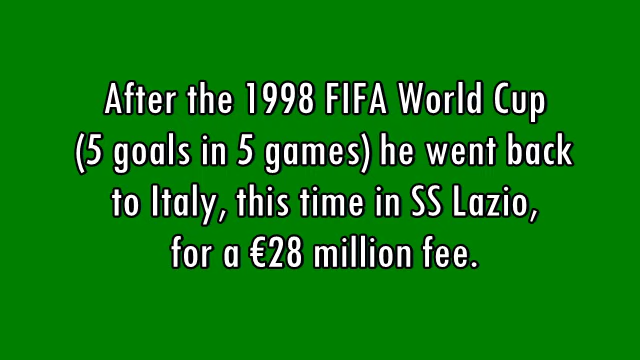 After the 1998 FIFA World Cup
(5 goals in 5 games) he went back
to Italy, this time in SS Lazio,
for a €28 million fee.